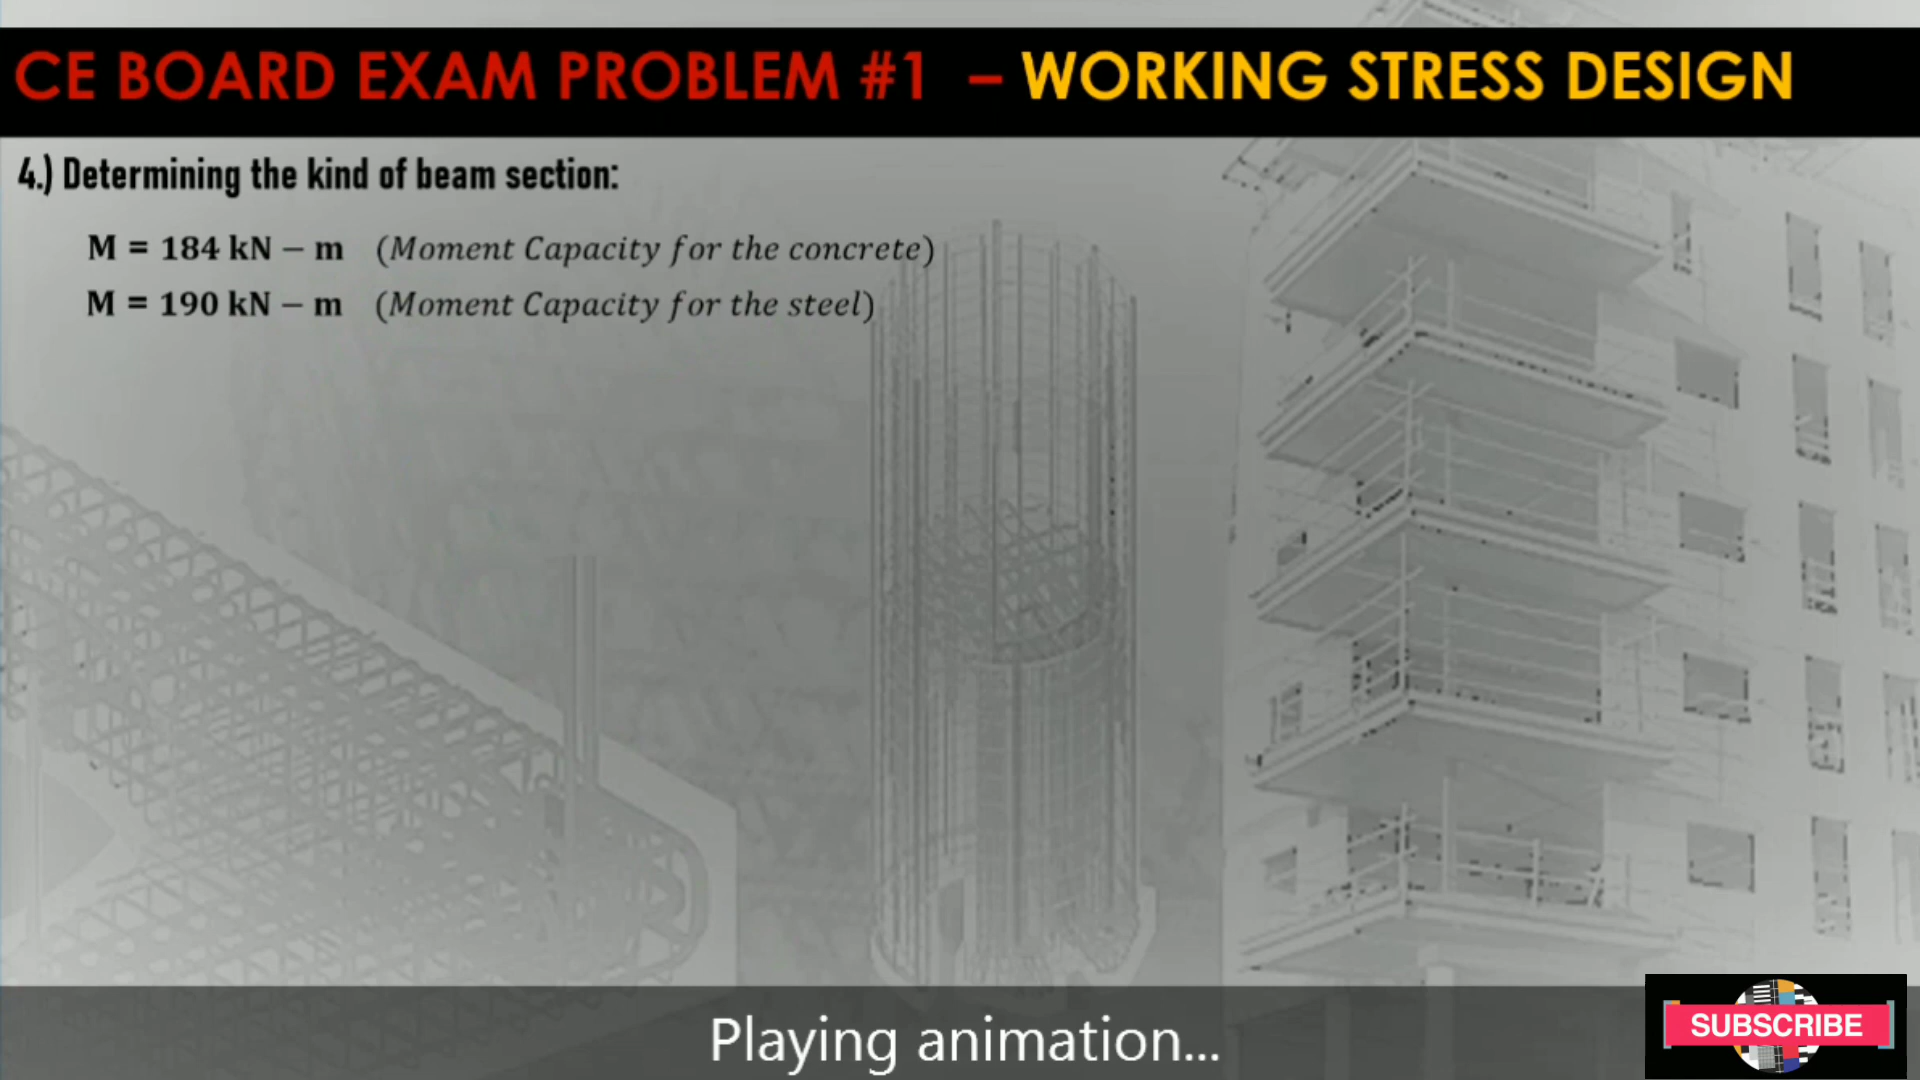 CE BOARD EXAM PROBLEM #1 – WORKING STRESS DESIGN
4.) Determining the kind of beam section:
M = 184 kN − m (Moment Capacity for the concrete)
M = 190 kN − m (Moment Capacity for the steel)
Playing animation...
SUBSCRIBE